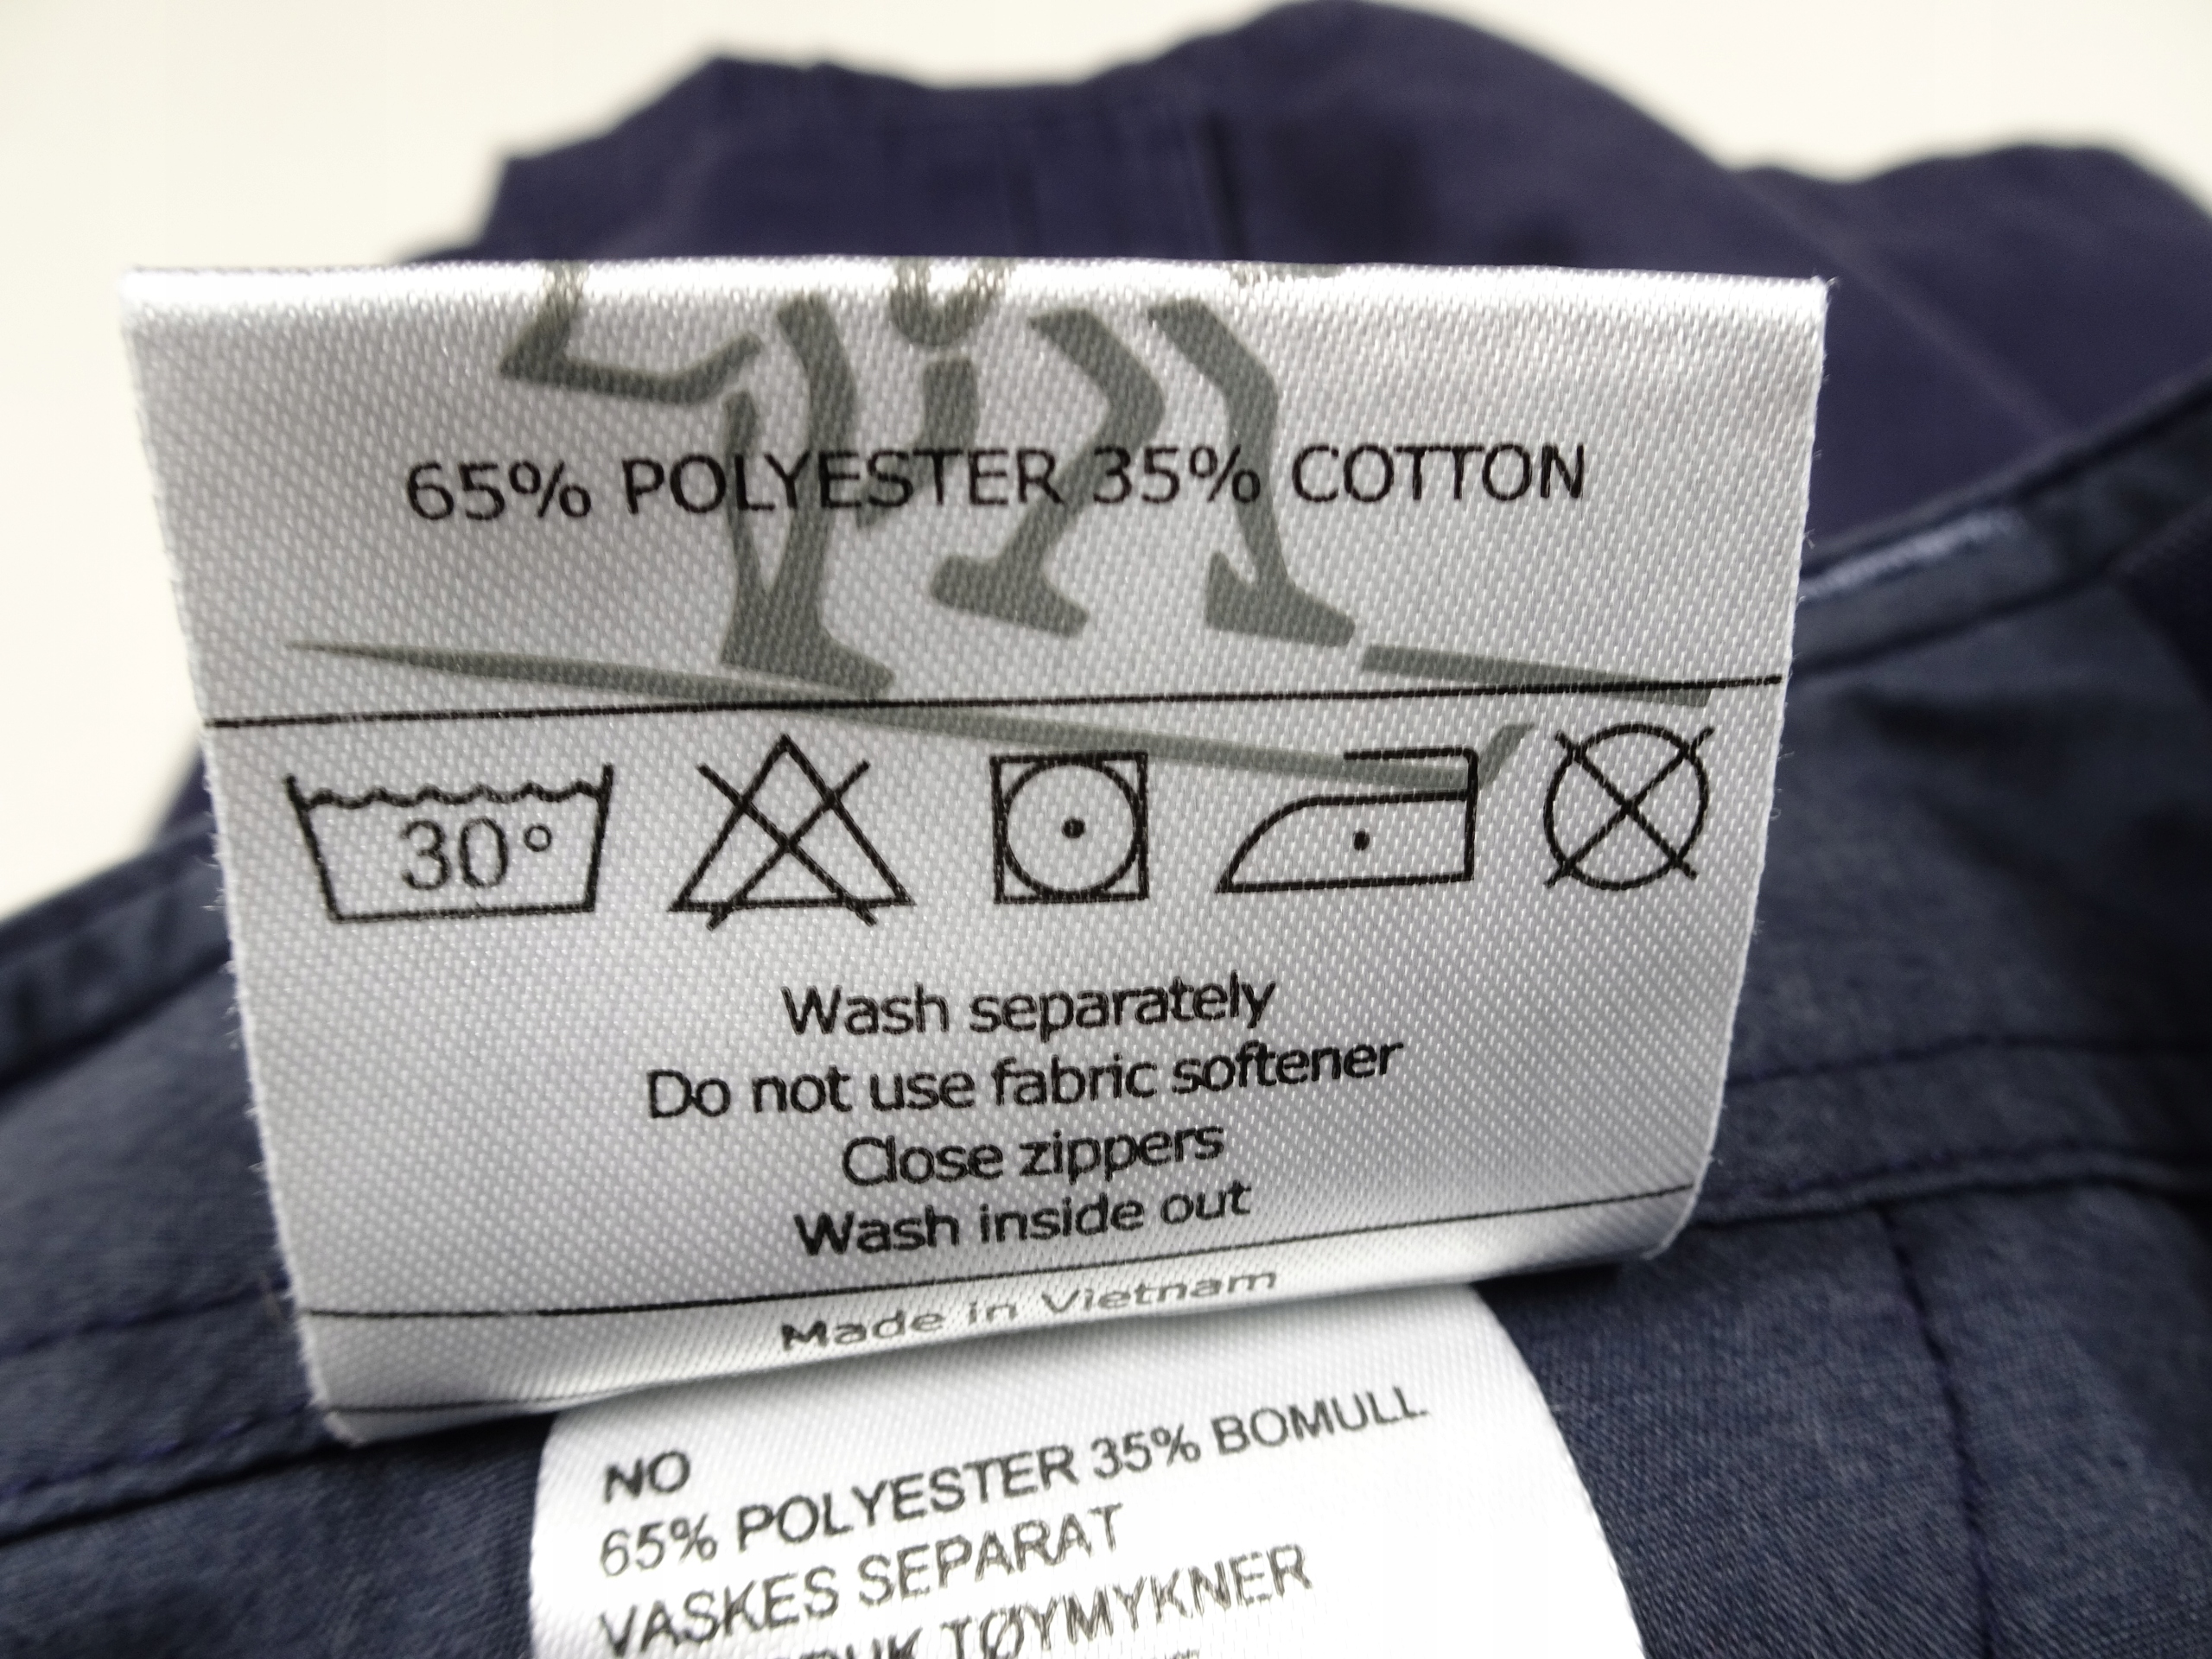 65% POLYESTER 35% COTTON
30°
Wash separately
Do not use fabric softener
Close zippers
Wash inside out
Made in Vietnam
NO
65% POLYESTER 35% BOMULL
VASKES SEPARAT
TØYMYKNER